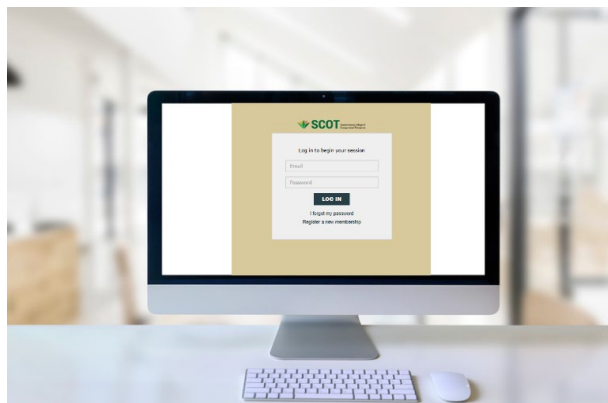 SCOT
Log in to begin your session
Email
Password
LOG IN
I forgot my password
Register a new membership